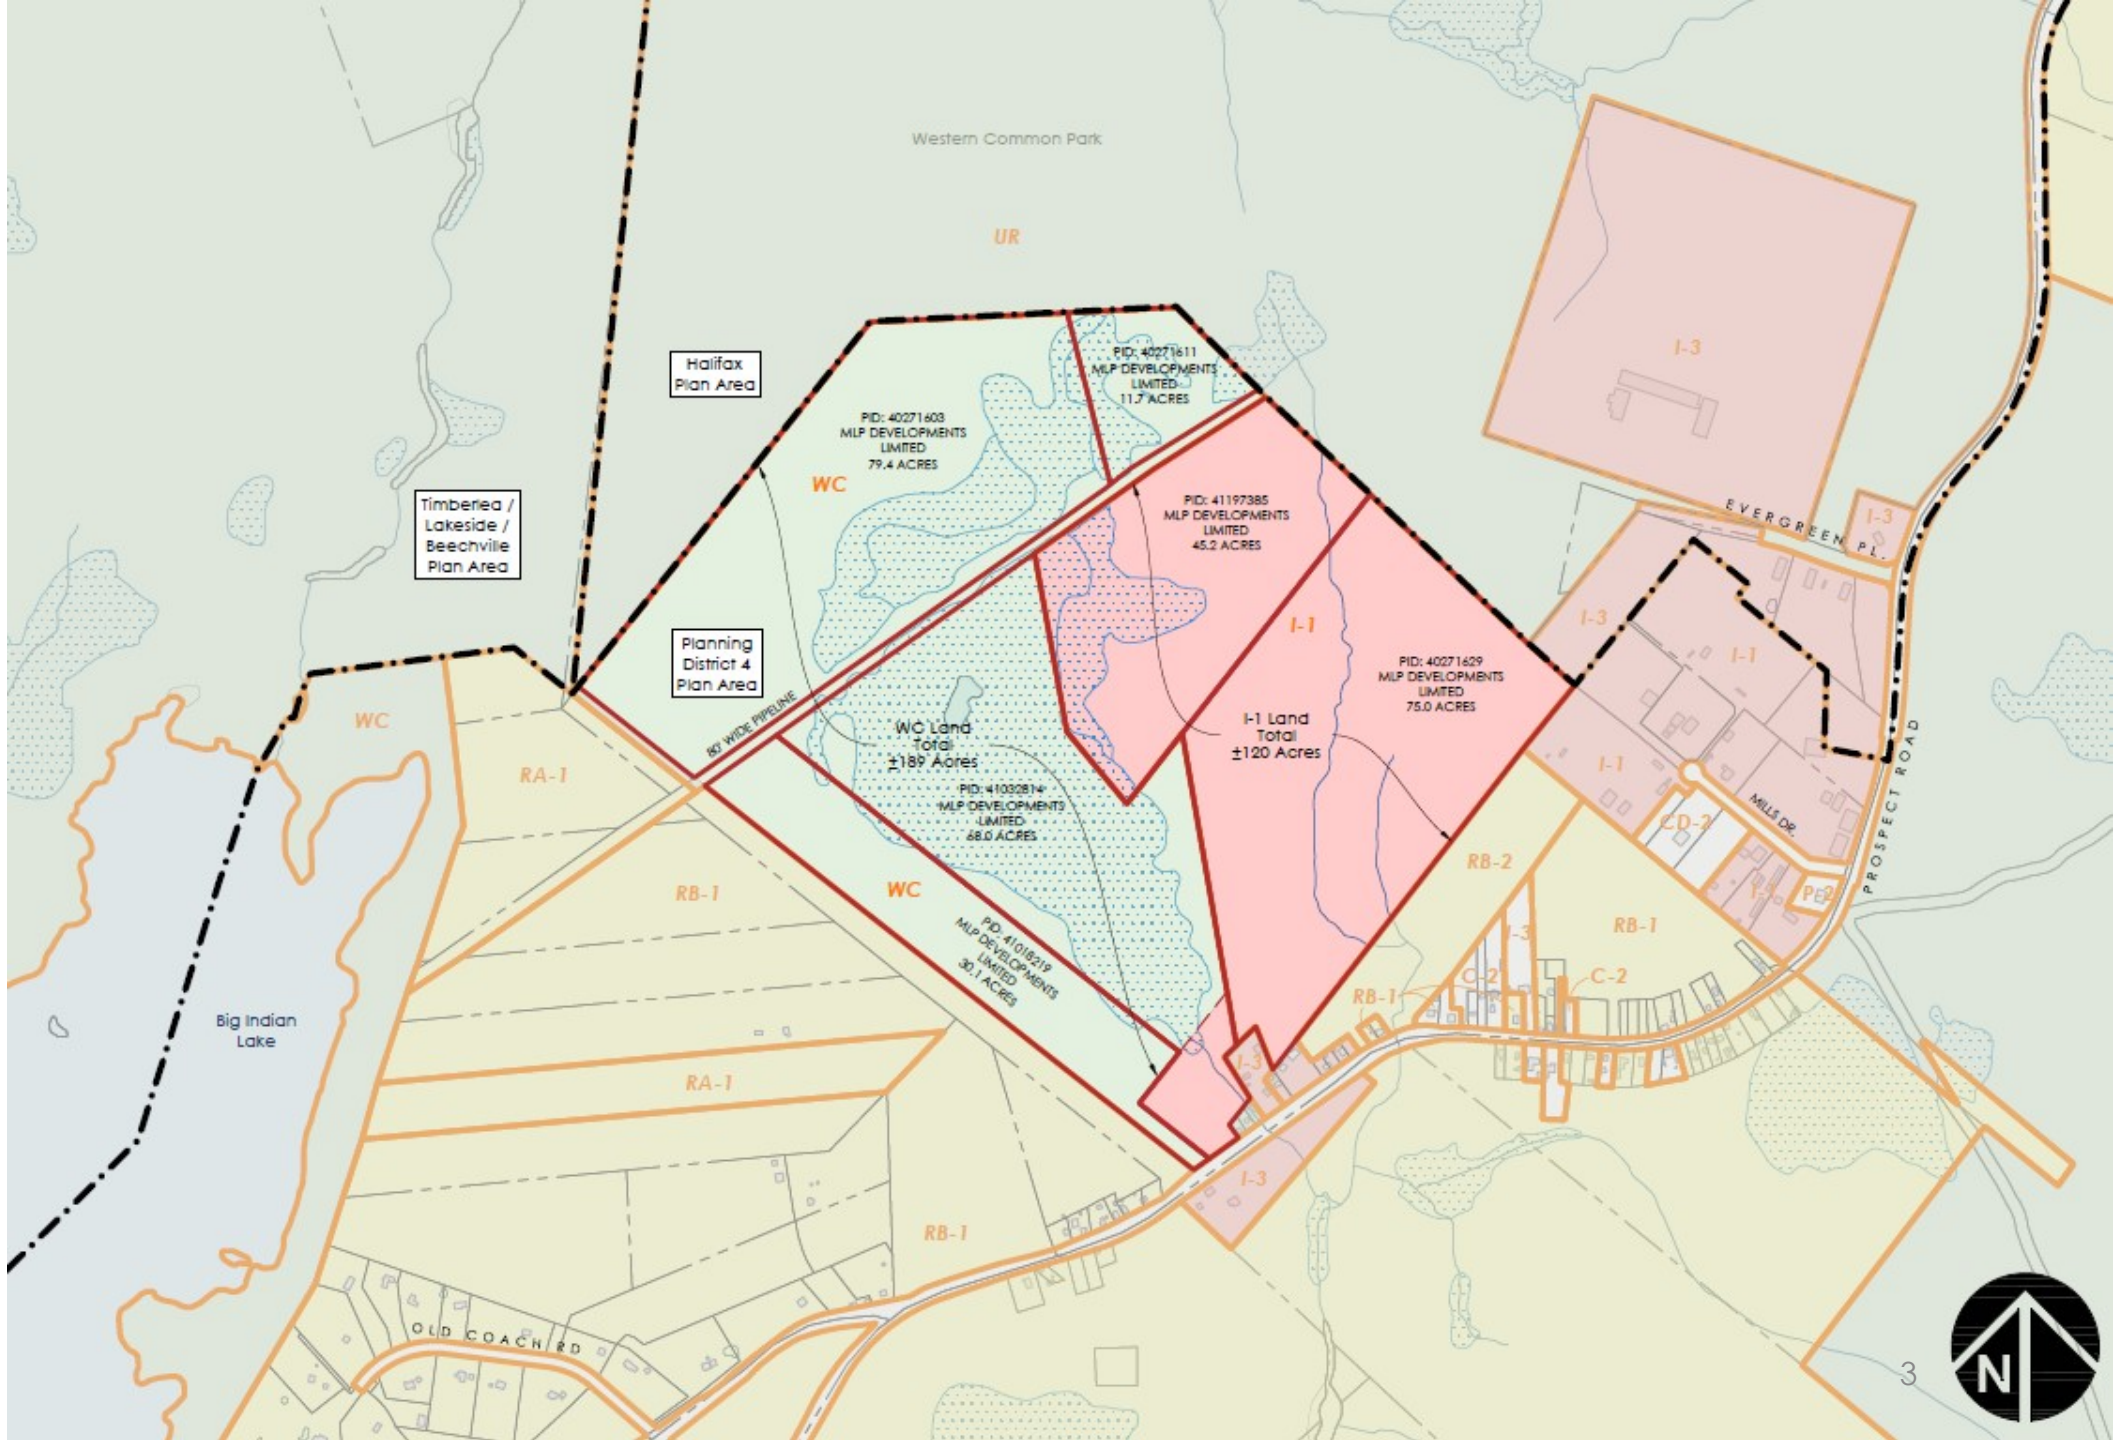 Western Common Park
UR
I-3
Halifax
Plan Area
PID: 40271611
MLP DEVELOPMENTS
LIMITED
11.7 ACRES
PID: 40271603
MLP DEVELOPMENTS
LIMITED
79.4 ACRES
WC
Timberlea /
Lakeside /
Beechville
Plan Area
PID: 41197385
MLP DEVELOPMENTS
LIMITED
45.2 ACRES
EVERGREEN PL.
I-3
I-3
I-1
I-1
Planning
District 4
Plan Area
PID: 40271629
MLP DEVELOPMENTS
LIMITED
75.0 ACRES
WC
80' WIDE PIPELINE
WC Land
Total
±189 Acres
I-1 Land
Total
±120 Acres
RA-1
I-1
PROSPECT ROAD
PID: 41032814
MLP DEVELOPMENTS
LIMITED
68.0 ACRES
MILLS DR.
CD-2
RB-2
RB-1
WC
P-2
PID: 41018219
MLP DEVELOPMENTS
LIMITED
30.1 ACRES
I-3
RB-1
C-2
C-2
RB-1
Big Indian
Lake
I-3
RA-1
I-3
RB-1
OLD COACH RD
3
N